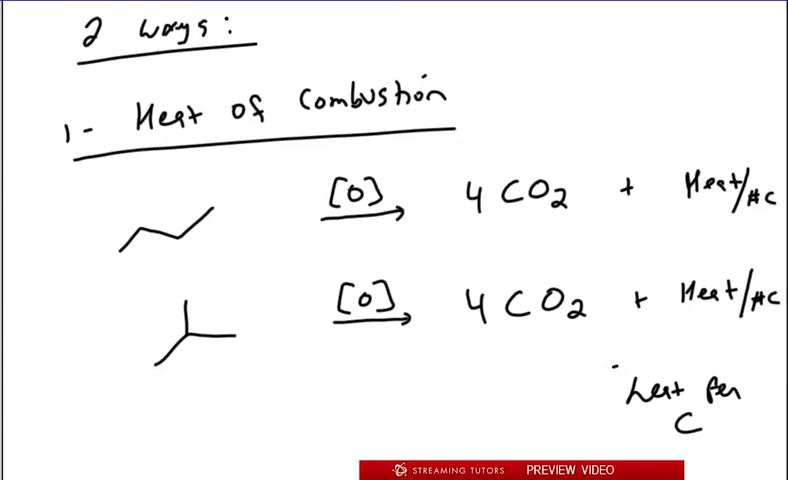 2 ways:
1- Heat of Combustion
[O] 4 CO2 + Heat/#C
[O] 4 CO2 + Heat/#C
heat per
C
STREAMING TUTORS PREVIEW VIDEO